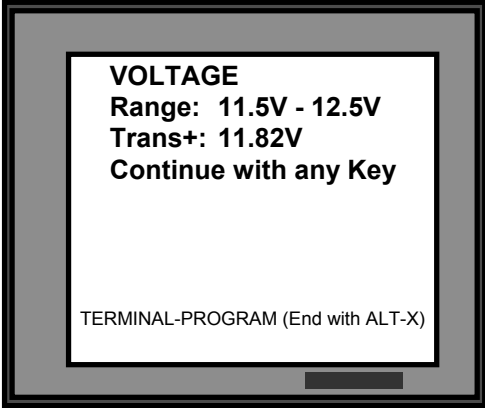 VOLTAGE
Range: 11.5V - 12.5V
Trans+: 11.82V
Continue with any Key
TERMINAL-PROGRAM (End with ALT-X)